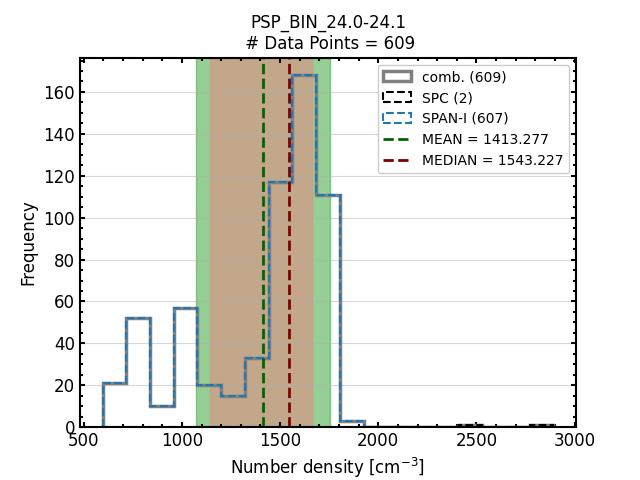 PSP_BIN_24.0-24.1
# Data Points = 609
comb. (609)
SPC (2)
SPAN-I (607)
MEAN = 1413.277
MEDIAN = 1543.227
Frequency
160
140
120
100
80
60
40
20
0
500 1000 1500 2000 2500 3000
Number density [cm⁻³]